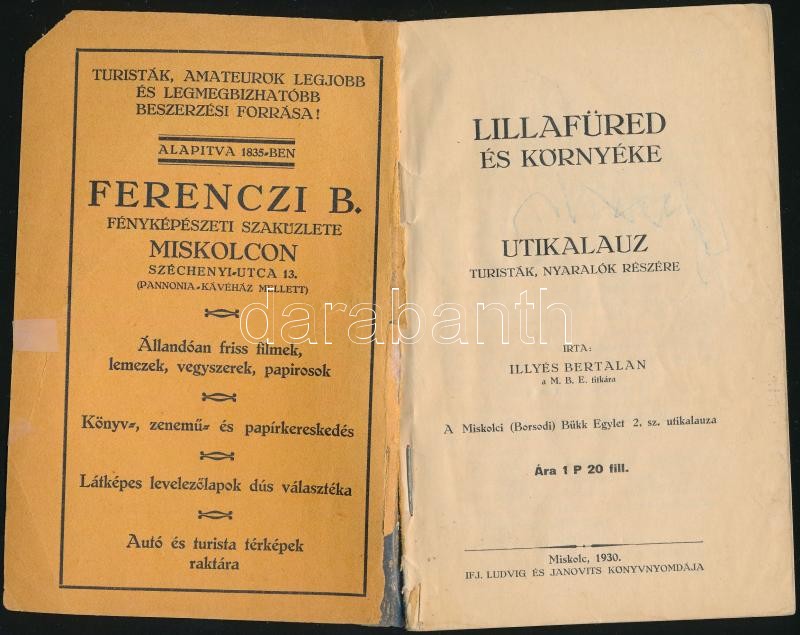 TURISTÁK, AMATEURÖK LEGJOBB
ÉS LEGMEGBIZHATÓBB
BESZERZÉSI FORRÁSA!
ALAPITVA 1835-BEN
FERENCZI B.
FÉNYKÉPÉSZETI SZAKÜZLETE
MISKOLCON
SZÉCHENYI-UTCA 13.
(PANNONIA-KÁVÉHÁZ MELLETT)
Állandóan friss filmek,
lemezek, vegyszerek, papirosok
Könyv-, zenemű- és papírkereskedés
Látképes levelezőlapok dús választéka
Autó és turista térképek
raktára
LILLAFÜRED
ÉS KÖRNYÉKE
UTIKALAUZ
TURISTÁK, NYARALÓK RÉSZÉRE
IRTA:
ILLYÉS BERTALAN
a M. B. E. titkára
A Miskolci (Borsodi) Bükk Egylet 2. sz. utikalauza
Ára 1 P 20 fill.
Miskolc, 1930.
IFJ. LUDVIG ÉS JANOVITS KÖNYVNYOMDÁJA
darabanth